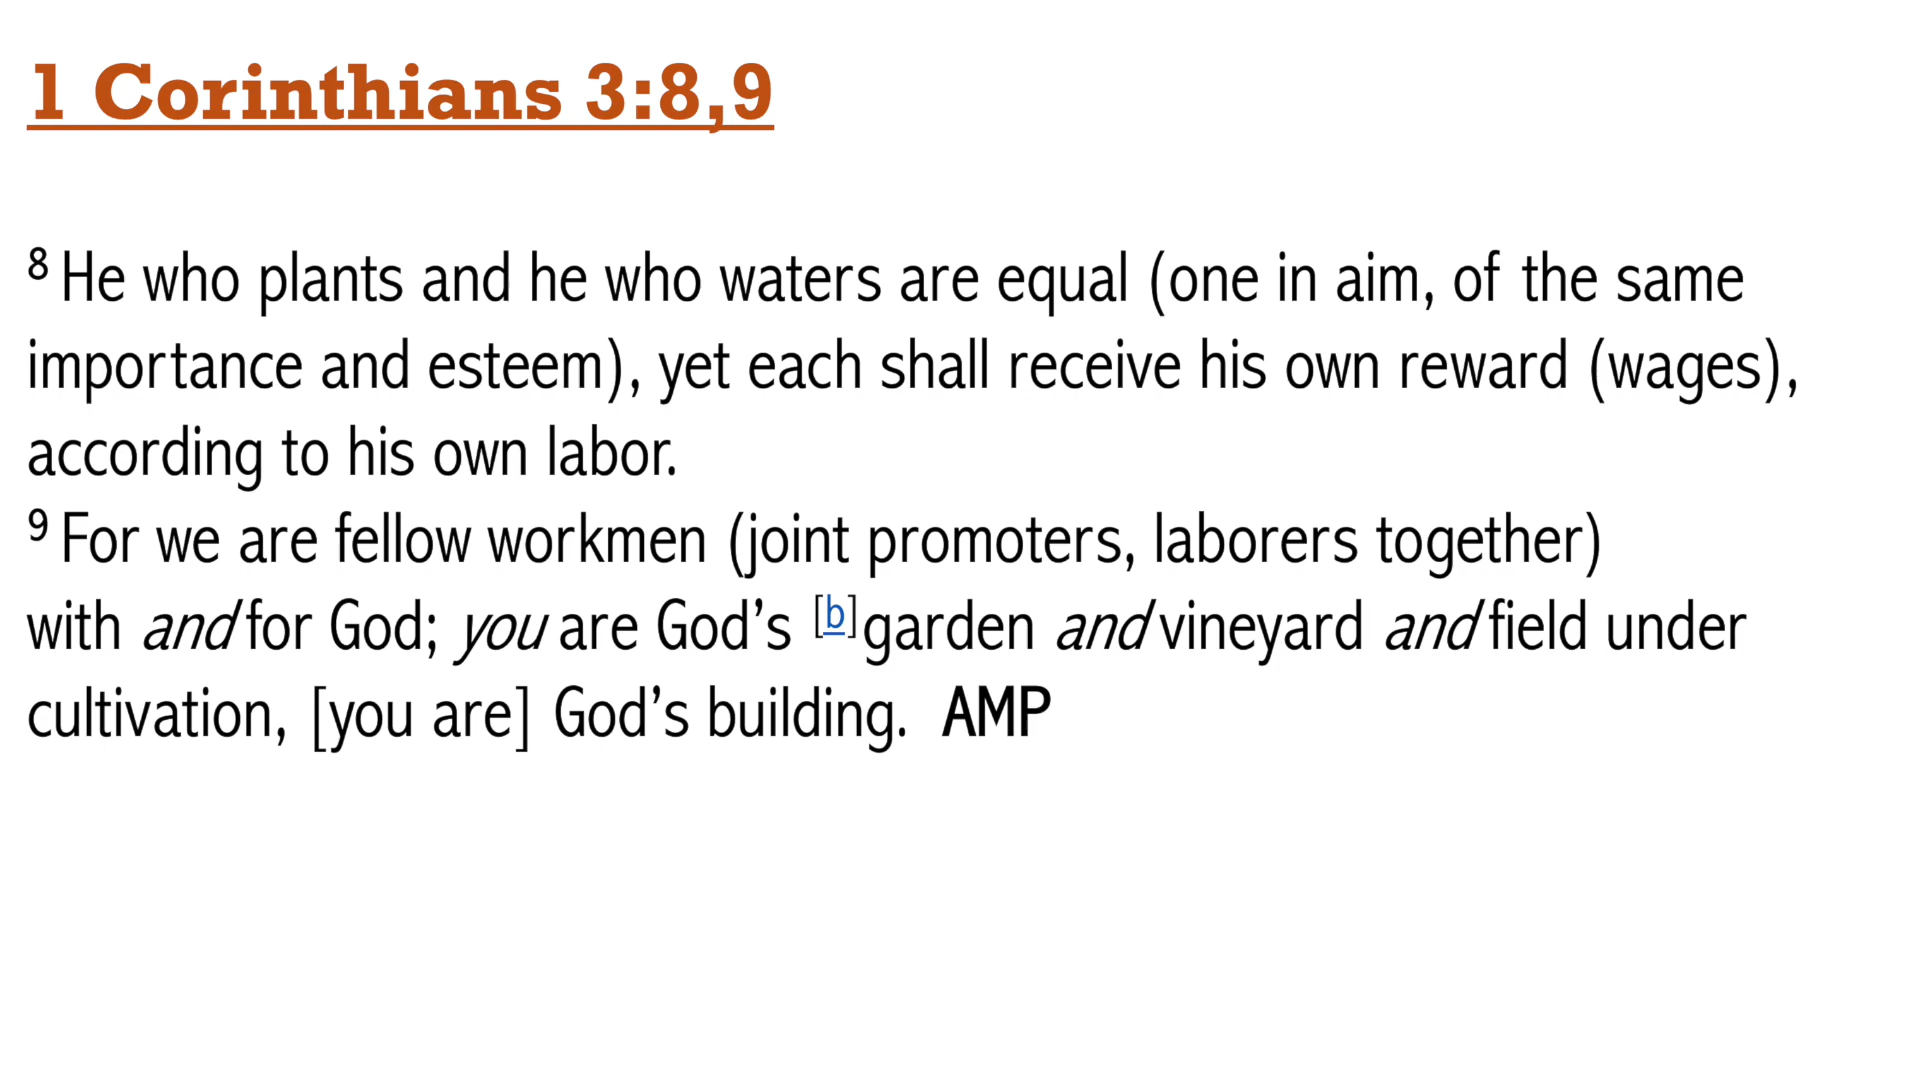 1 Corinthians 3:8,9
8 He who plants and he who waters are equal (one in aim, of the same
importance and esteem), yet each shall receive his own reward (wages),
according to his own labor.
9 For we are fellow workmen (joint promoters, laborers together)
with and for God; you are God’s [b]garden and vineyard and field under
cultivation, [you are] God’s building.  AMP